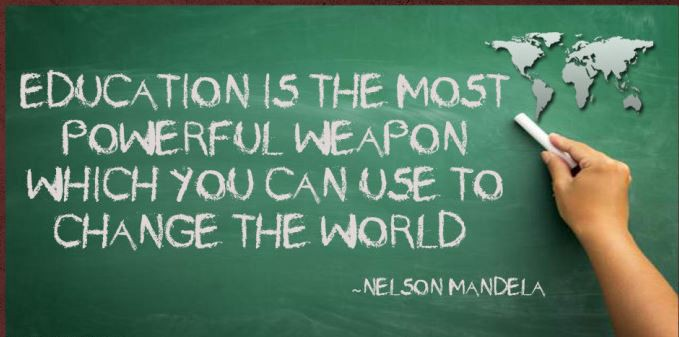 EDUCATION IS THE MOST
POWERFUL WEAPON
WHICH YOU CAN USE TO
CHANGE THE WORLD
~NELSON MANDELA